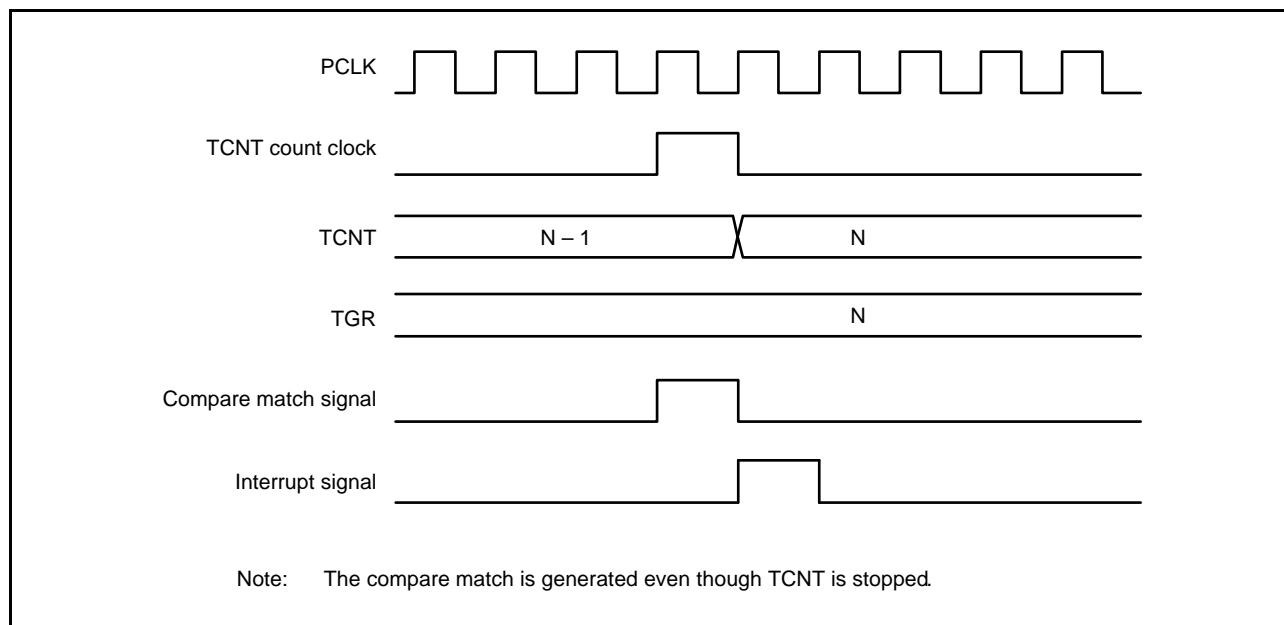 PCLK
TCNT count clock
TCNT
N – 1
N
TGR
N
Compare match signal
Interrupt signal
Note: The compare match is generated even though TCNT is stopped.